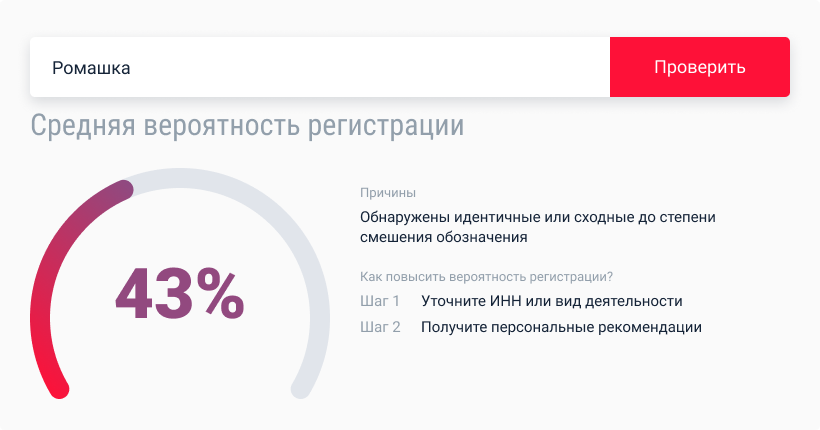 Ромашка
Проверить
Средняя вероятность регистрации
43%
Причины
Обнаружены идентичные или сходные до степени
смешения обозначения
Как повысить вероятность регистрации?
Шаг 1 Уточните ИНН или вид деятельности
Шаг 2 Получите персональные рекомендации